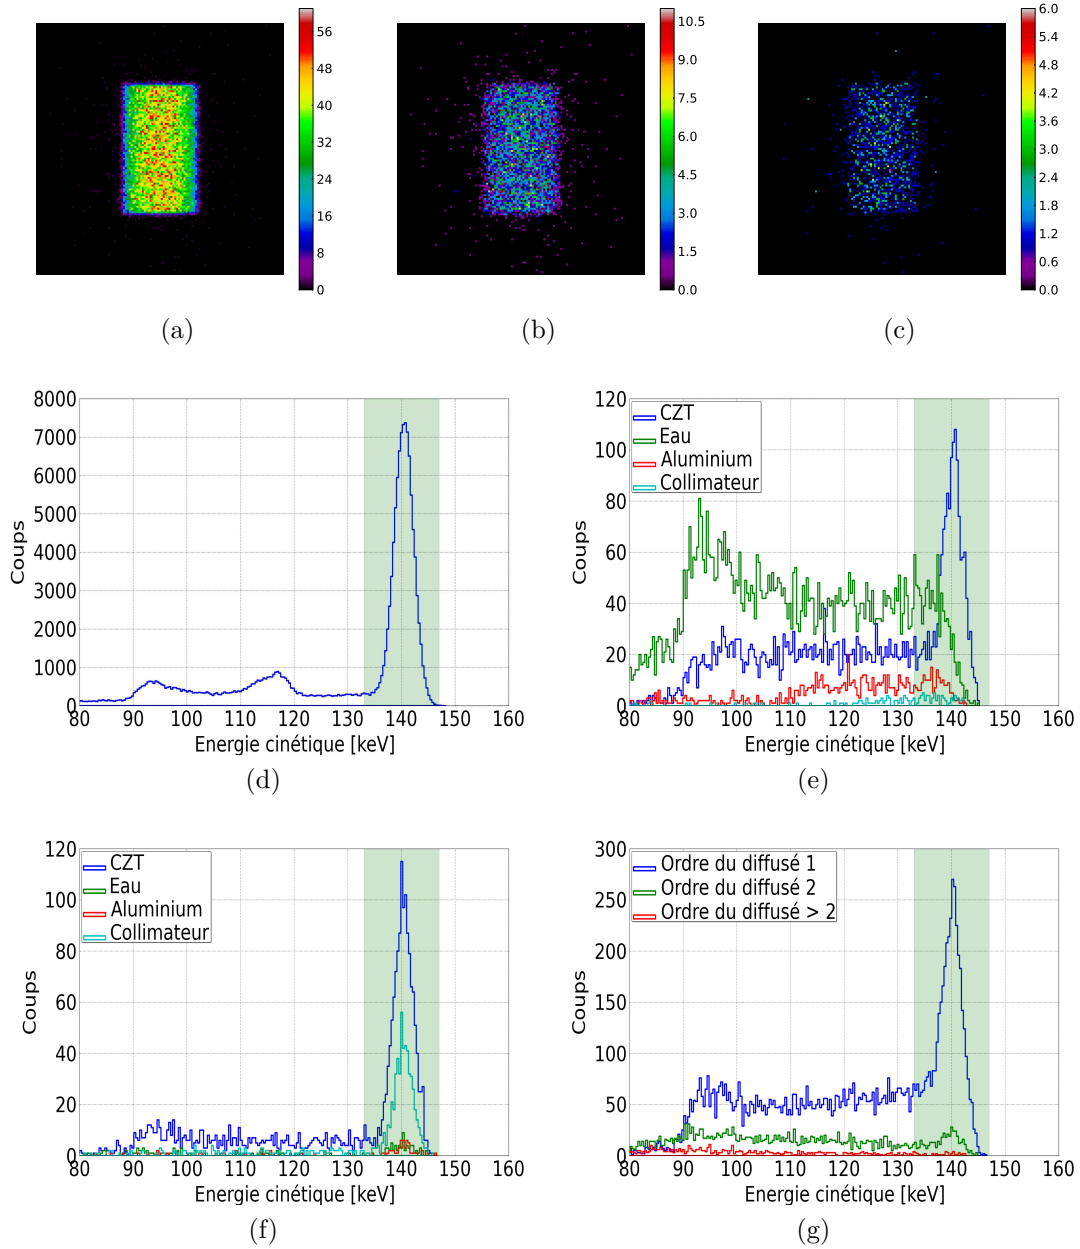 56
48
40
32
24
16
8
0
(a)
10.5
9.0
7.5
6.0
4.5
3.0
1.5
0.0
(b)
6.0
5.4
4.8
4.2
3.6
3.0
2.4
1.8
1.2
0.6
0.0
(c)
8000
7000
6000
5000
4000
3000
2000
1000
0
Coups
80 90 100 110 120 130 140 150 160
Energie cinétique [keV]
(d)
120
100
80
60
40
20
0
Coups
CZT
Eau
Aluminium
Collimateur
80 90 100 110 120 130 140 150 160
Energie cinétique [keV]
(e)
120
100
80
60
40
20
0
Coups
CZT
Eau
Aluminium
Collimateur
80 90 100 110 120 130 140 150 160
Energie cinétique [keV]
(f)
300
250
200
150
100
50
0
Coups
Ordre du diffusé 1
Ordre du diffusé 2
Ordre du diffusé > 2
80 90 100 110 120 130 140 150 160
Energie cinétique [keV]
(g)